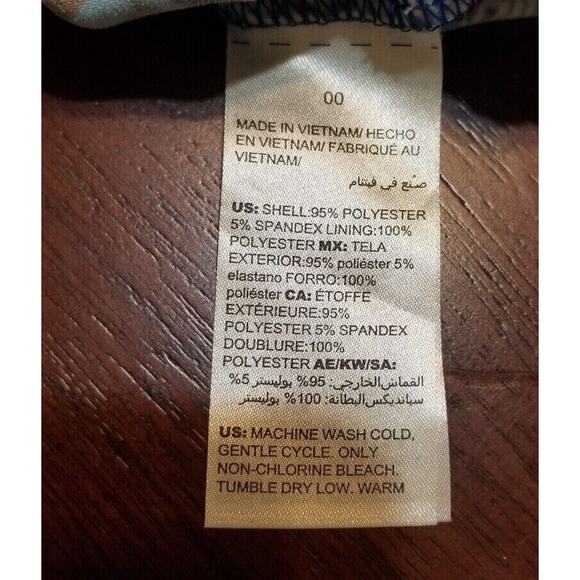 00
MADE IN VIETNAM/ HECHO
EN VIETNAM/ FABRIQUÉ AU
VIETNAM/
صنع في فيتنام
US: SHELL:95% POLYESTER
5% SPANDEX LINING:100%
POLYESTER MX: TELA
EXTERIOR:95% poliéster 5%
elastano FORRO:100%
poliéster CA: ÉTOFFE
EXTÉRIEURE:95%
POLYESTER 5% SPANDEX
DOUBLURE:100%
POLYESTER AE/KW/SA:
القماش الخارجي: 95% بوليستر 5%
سباندیکس البطانة: 100% بوليستر
US: MACHINE WASH COLD,
GENTLE CYCLE. ONLY
NON-CHLORINE BLEACH.
TUMBLE DRY LOW. WARM